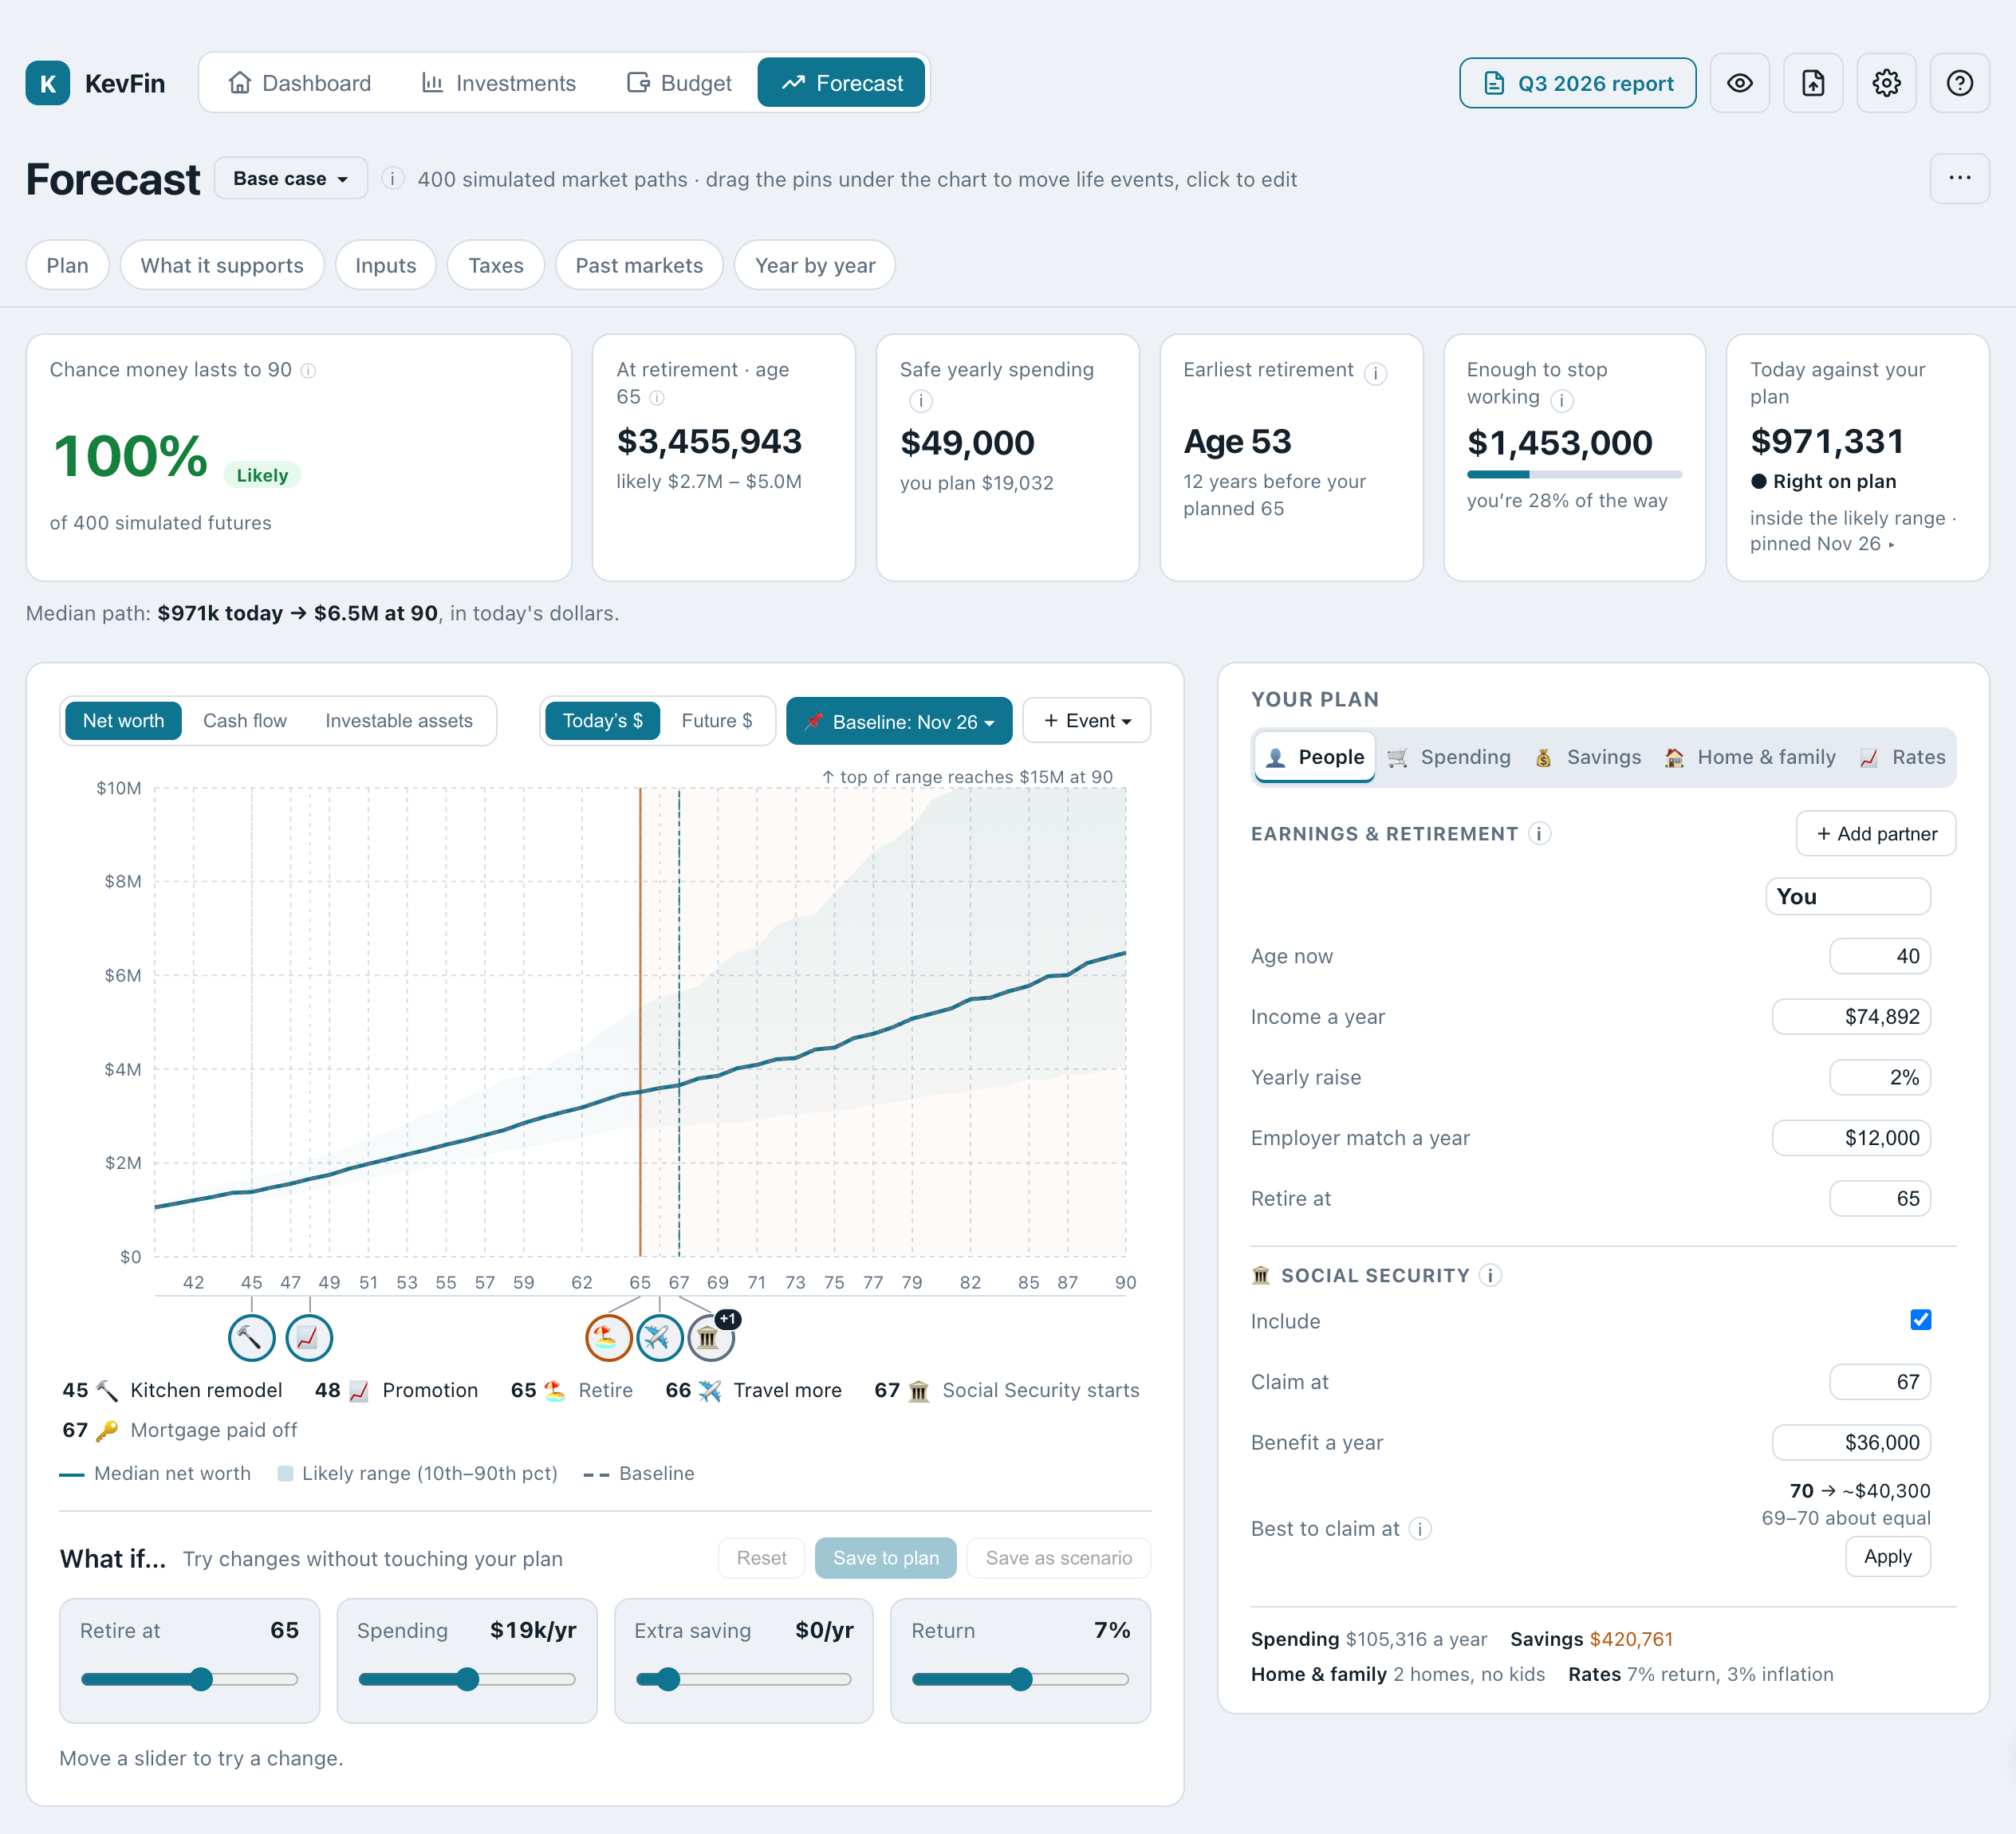 K KevFin Dashboard Investments Budget Forecast Q3 2026 report
Forecast Base case 400 simulated market paths · drag the pins under the chart to move life events, click to edit ...
Plan What it supports Inputs Taxes Past markets Year by year
Chance money lasts to 90
100% Likely
of 400 simulated futures
At retirement · age
65
$3,455,943
likely $2.7M – $5.0M
Safe yearly spending
$49,000
you plan $19,032
Earliest retirement
Age 53
12 years before your
planned 65
Enough to stop
working
$1,453,000
you’re 28% of the way
Today against your
plan
$971,331
Right on plan
inside the likely range ·
pinned Nov 26 ▸
Median path: $971k today → $6.5M at 90, in today's dollars.
Net worth Cash flow Investable assets Today’s $ Future $ Baseline: Nov 26 + Event
↑ top of range reaches $15M at 90
$10M
$8M
$6M
$4M
$2M
$0
42 45 47 49 51 53 55 57 59 62 65 67 69 71 73 75 77 79 82 85 87 90
+1
45 Kitchen remodel 48 Promotion 65 Retire 66 Travel more 67 Social Security starts
67 Mortgage paid off
Median net worth Likely range (10th–90th pct) Baseline
What if... Try changes without touching your plan Reset Save to plan Save as scenario
Retire at 65 Spending $19k/yr Extra saving $0/yr Return 7%
Move a slider to try a change.
YOUR PLAN
People Spending Savings Home & family Rates
EARNINGS & RETIREMENT + Add partner
You
Age now 40
Income a year $74,892
Yearly raise 2%
Employer match a year $12,000
Retire at 65
SOCIAL SECURITY
Include
Claim at 67
Benefit a year $36,000
70 → ~$40,300
69–70 about equal
Best to claim at
Apply
Spending $105,316 a year Savings $420,761
Home & family 2 homes, no kids Rates 7% return, 3% inflation